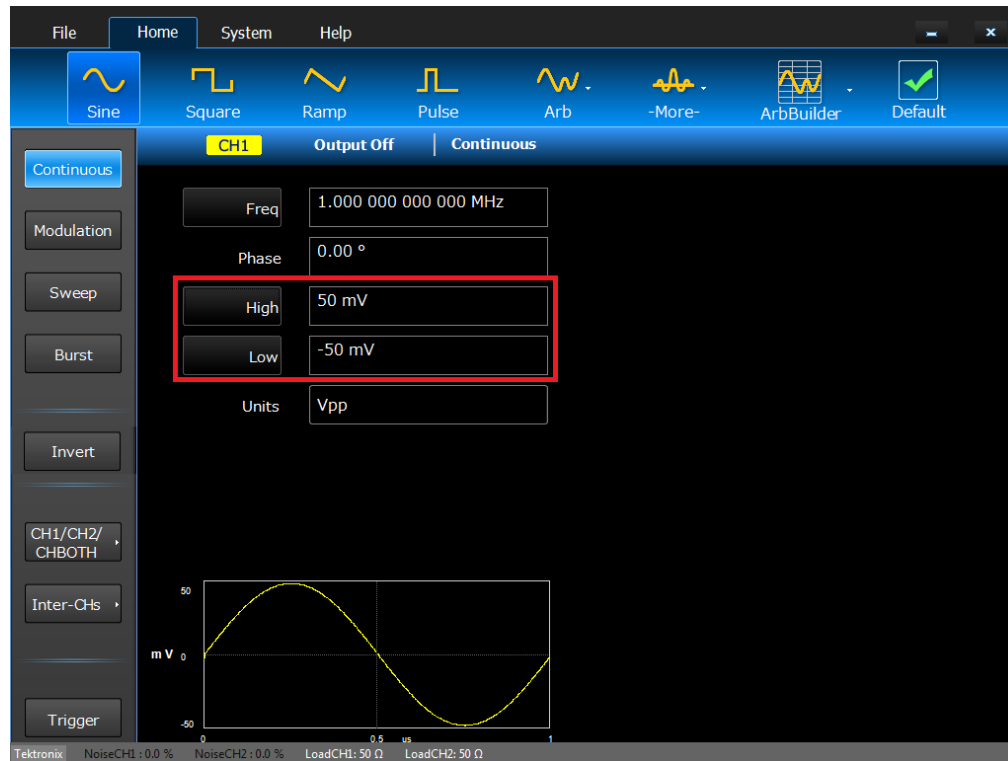 File Home System Help
Sine Square Ramp Pulse Arb -More- ArbBuilder Default
CH1 Output Off Continuous
Continuous
Modulation
Sweep
Burst
Invert
CH1/CH2/
CHBOTH
Inter-CHs
Trigger
Freq 1.000 000 000 000 MHz
Phase 0.00 °
High 50 mV
Low -50 mV
Units Vpp
50
m V 0
-50
0 0.5 us 1
Tektronix NoiseCH1 : 0.0 % NoiseCH2 : 0.0 % LoadCH1: 50 Ω LoadCH2: 50 Ω